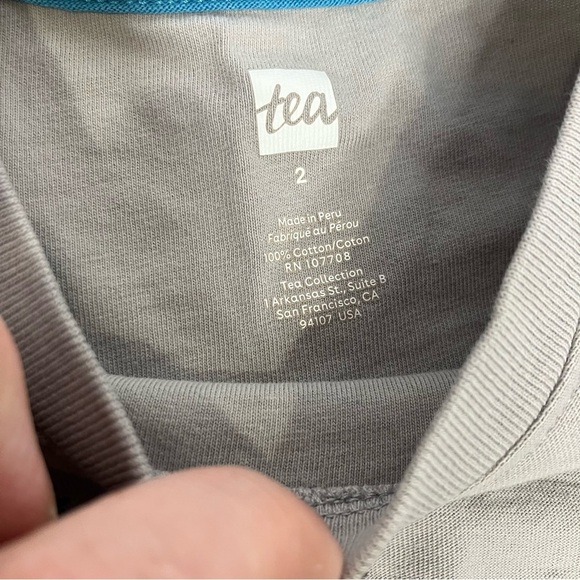 tea
2
Made in Peru
Fabriqué au Pérou
100% Cotton/Coton
RN 107708
Tea Collection
1 Arkansas St., Suite B
San Francisco, CA
94107 USA